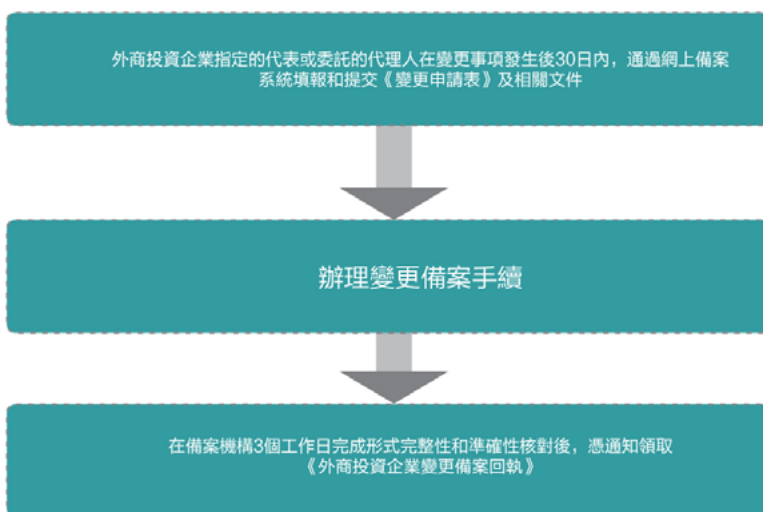 外商投資企業指定的代表或委託的代理人在變更事項發生後30日內，通過網上備案
系統填報和提交《變更申請表》及相關文件
辦理變更備案手續
在備案機構3個工作日完成形式完整性和準確性核對後，憑通知領取
《外商投資企業變更備案回執》